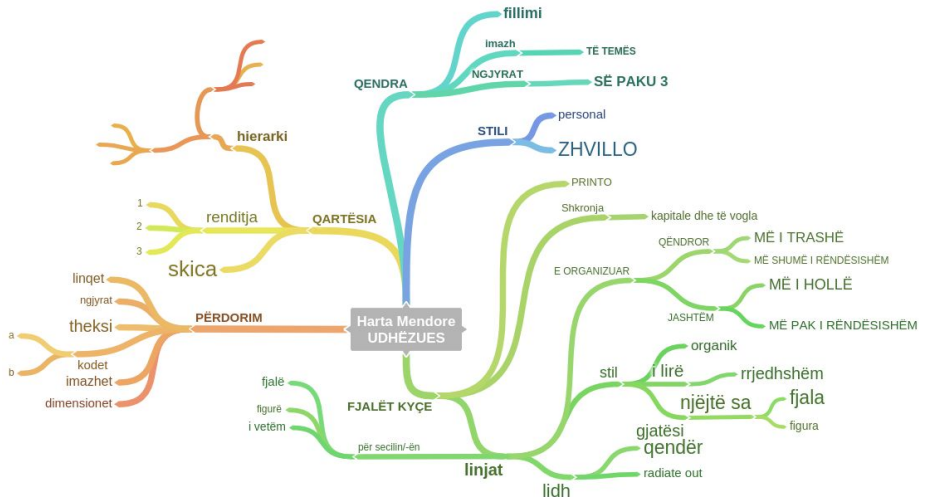 Harta Mendore
UDHËZUES
QENDRA
fillimi
imazh
TË TEMËS
NGJYRAT
SË PAKU 3
STILI
personal
ZHVILLO
FJALËT KYÇE
PRINTO
Shkronja
kapitale dhe të vogla
E ORGANIZUAR
QËNDROR
MË I TRASHË
MË SHUMË I RËNDËSISHËM
JASHTËM
MË I HOLLË
MË PAK I RËNDËSISHËM
linjat
stil
organik
i lirë
rrjedhshëm
njëjtë sa
fjala
figura
gjatësi
lidh
qendër
radiate out
për secilin/-ën
fjalë
figurë
i vetëm
PËRDORIM
linqet
ngjyrat
theksi
kodet
a
b
imazhet
dimensionet
QARTËSIA
hierarki
renditja
1
2
3
skica